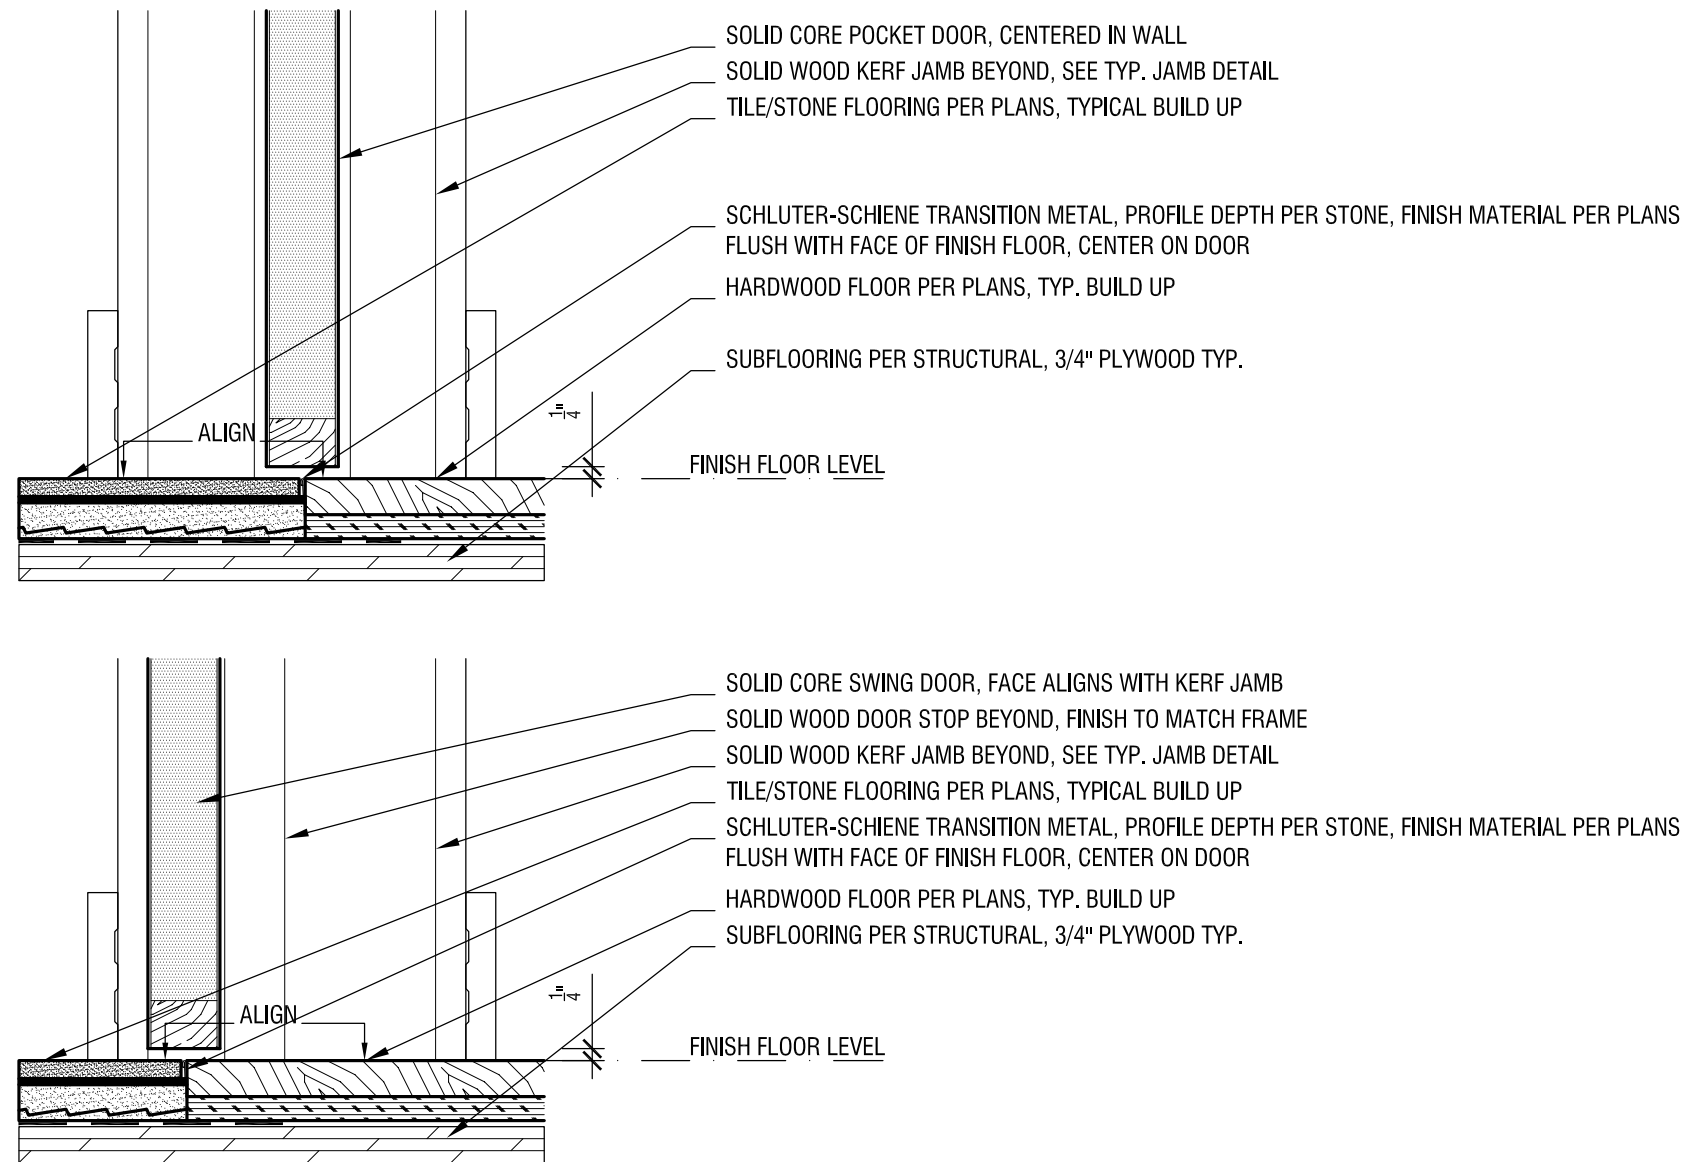 SOLID CORE POCKET DOOR, CENTERED IN WALL
SOLID WOOD KERF JAMB BEYOND, SEE TYP. JAMB DETAIL
TILE/STONE FLOORING PER PLANS, TYPICAL BUILD UP
SCHLUTER-SCHIENE TRANSITION METAL, PROFILE DEPTH PER STONE, FINISH MATERIAL PER PLANS
FLUSH WITH FACE OF FINISH FLOOR, CENTER ON DOOR
HARDWOOD FLOOR PER PLANS, TYP. BUILD UP
SUBFLOORING PER STRUCTURAL, 3/4" PLYWOOD TYP.
1/4"
ALIGN
FINISH FLOOR LEVEL
SOLID CORE SWING DOOR, FACE ALIGNS WITH KERF JAMB
SOLID WOOD DOOR STOP BEYOND, FINISH TO MATCH FRAME
SOLID WOOD KERF JAMB BEYOND, SEE TYP. JAMB DETAIL
TILE/STONE FLOORING PER PLANS, TYPICAL BUILD UP
SCHLUTER-SCHIENE TRANSITION METAL, PROFILE DEPTH PER STONE, FINISH MATERIAL PER PLANS
FLUSH WITH FACE OF FINISH FLOOR, CENTER ON DOOR
HARDWOOD FLOOR PER PLANS, TYP. BUILD UP
SUBFLOORING PER STRUCTURAL, 3/4" PLYWOOD TYP.
1/4"
ALIGN
FINISH FLOOR LEVEL